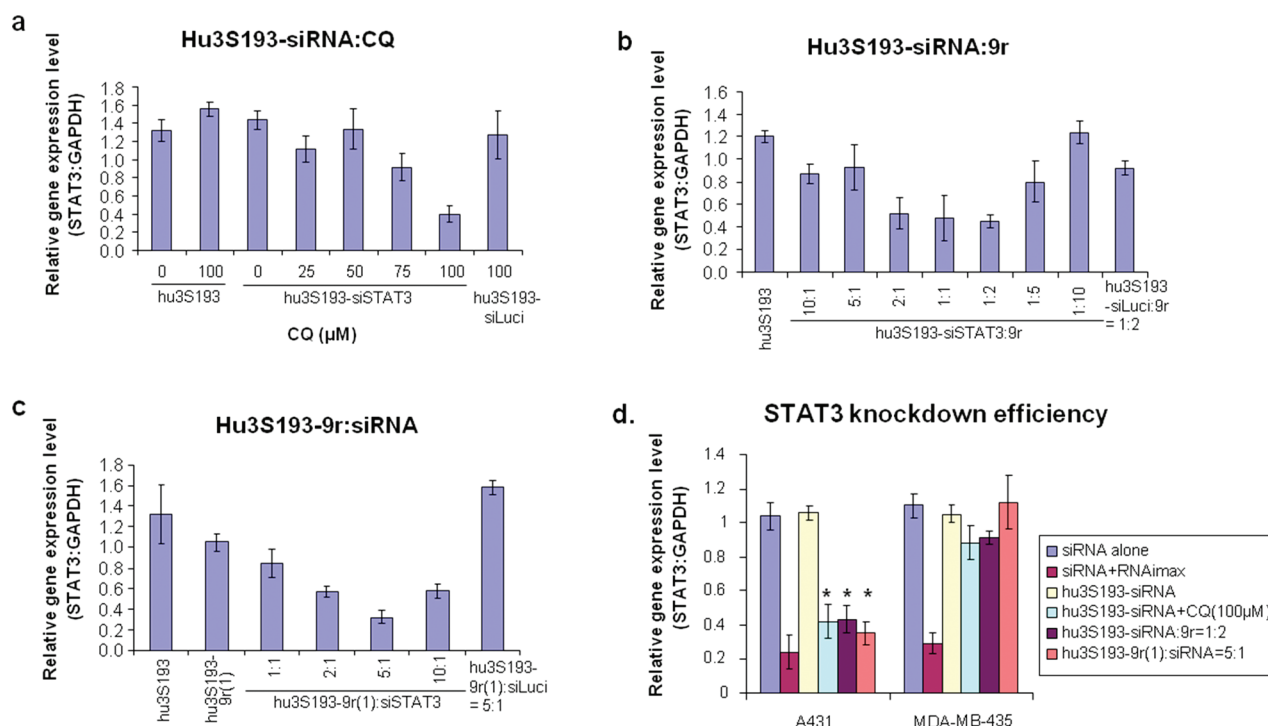 a
Hu3S193-siRNA:CQ
Relative gene expression level
(STAT3:GAPDH)
1.8
1.6
1.4
1.2
1.0
0.8
0.6
0.4
0.2
0.0
0 100 0 25 50 75 100 100
hu3S193 hu3S193-siSTAT3 hu3S193-
siLuci
CQ (µM)
b
Hu3S193-siRNA:9r
Relative gene expression level
(STAT3:GAPDH)
1.6
1.4
1.2
1.0
0.8
0.6
0.4
0.2
0.0
hu3S193 10:1 5:1 2:1 1:1 1:2 1:5 1:10
hu3S193
-siLuci:9r
= 1:2
hu3S193-siSTAT3:9r
c
Hu3S193-9r:siRNA
Relative gene expression level
(STAT3:GAPDH)
1.8
1.6
1.4
1.2
1.0
0.8
0.6
0.4
0.2
0.0
hu3S193
hu3S193-
9r(1)
1:1 2:1 5:1 10:1
hu3S193-9r(1):siSTAT3
hu3S193-
9r(1):siLuci
= 5:1
d.
STAT3 knockdown efficiency
Relative gene expression level
(STAT3:GAPDH)
1.4
1.2
1
0.8
0.6
0.4
0.2
0
* * *
A431 MDA-MB-435
siRNA alone
siRNA+RNAimax
hu3S193-siRNA
hu3S193-siRNA+CQ(100µM)
hu3S193-siRNA:9r=1:2
hu3S193-9r(1):siRNA=5:1